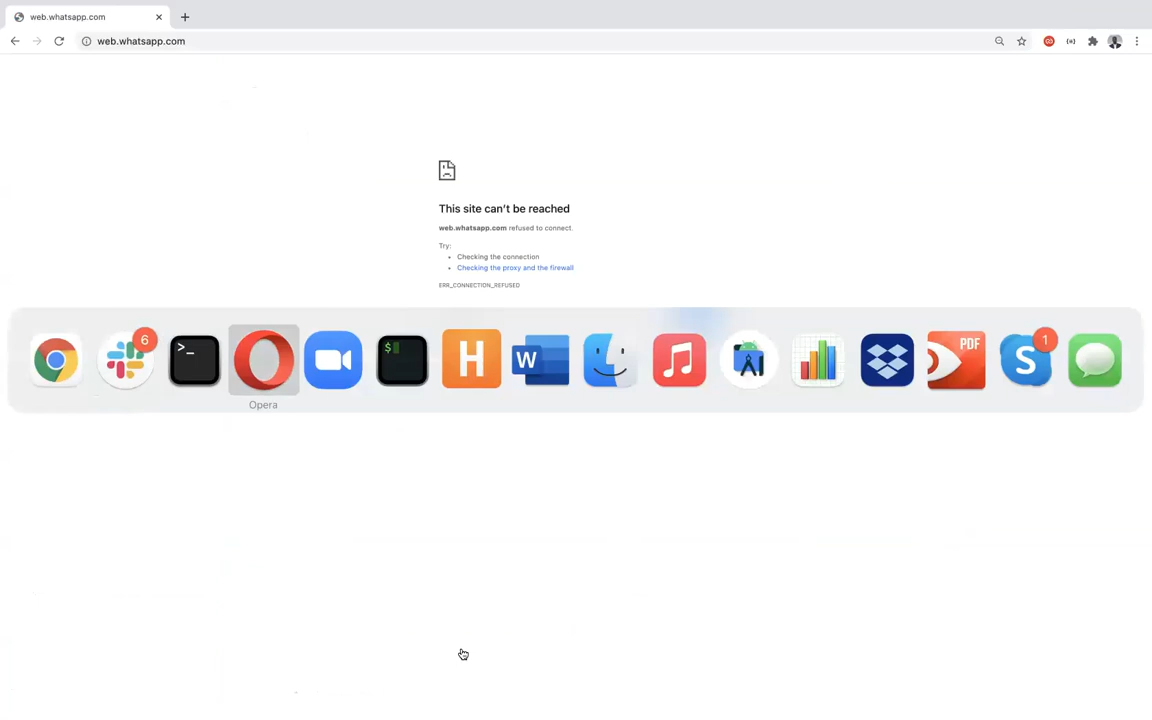 web.whatsapp.com
web.whatsapp.com
This site can't be reached
web.whatsapp.com refused to connect.
Try:
• Checking the connection
• Checking the proxy and the firewall
ERR_CONNECTION_REFUSED
6
>_
$
H
W
PDF
S
1
Opera